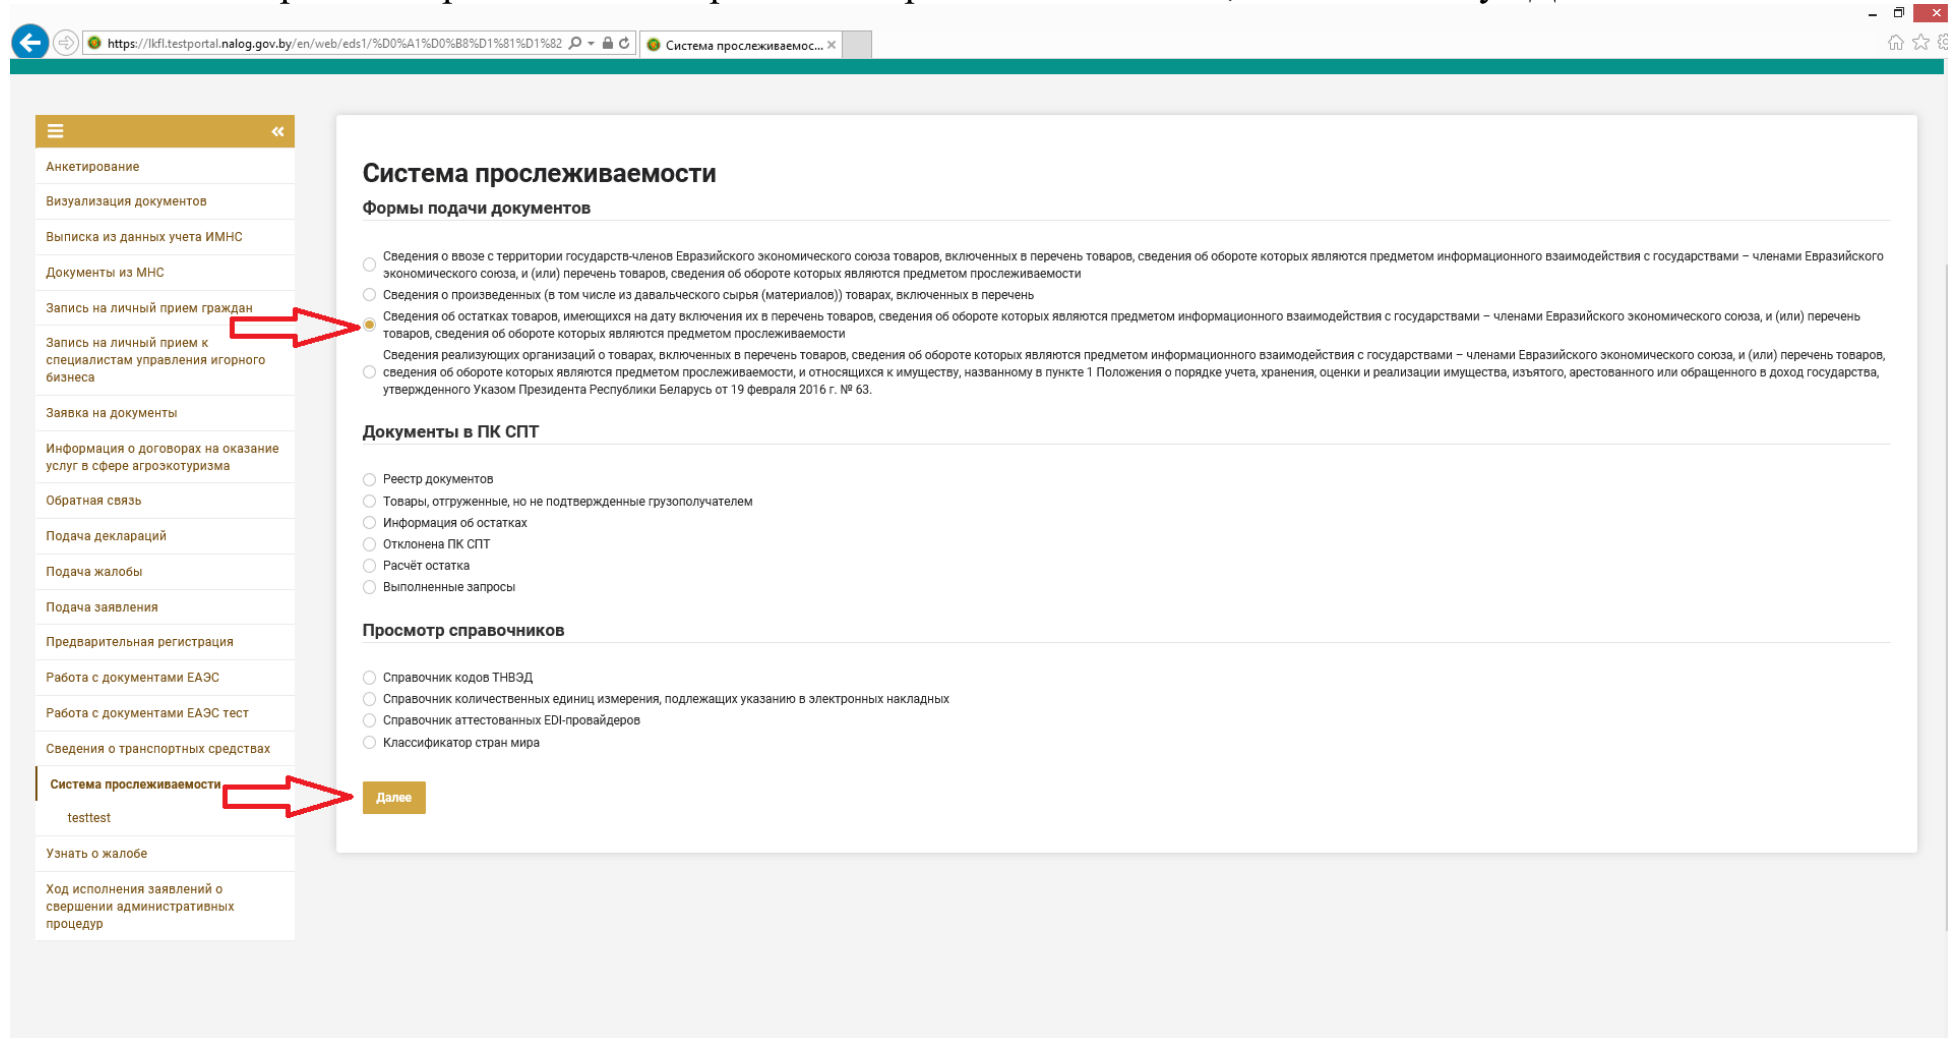 https://lkfl.testportal.nalog.gov.by/en/web/eds1/%D0%A1%D0%B8%D1%81%D1%82
Система прослеживаемос...
Анкетирование
Визуализация документов
Выписка из данных учета ИМНС
Документы из МНС
Запись на личный прием граждан
Запись на личный прием к
специалистам управления игорного
бизнеса
Заявка на документы
Информация о договорах на оказание
услуг в сфере агроэкотуризма
Обратная связь
Подача деклараций
Подача жалобы
Подача заявления
Предварительная регистрация
Работа с документами ЕАЭС
Работа с документами ЕАЭС тест
Сведения о транспортных средствах
Система прослеживаемости
testtest
Узнать о жалобе
Ход исполнения заявлений о
свершении административных
процедур
Система прослеживаемости
Формы подачи документов
Сведения о ввозе с территории государств-членов Евразийского экономического союза товаров, включенных в перечень товаров, сведения об обороте которых являются предметом информационного взаимодействия с государствами – членами Евразийского
экономического союза, и (или) перечень товаров, сведения об обороте которых являются предметом прослеживаемости
Сведения о произведенных (в том числе из давальческого сырья (материалов)) товарах, включенных в перечень
Сведения об остатках товаров, имеющихся на дату включения их в перечень товаров, сведения об обороте которых являются предметом информационного взаимодействия с государствами – членами Евразийского экономического союза, и (или) перечень
товаров, сведения об обороте которых являются предметом прослеживаемости
Сведения реализующих организаций о товарах, включенных в перечень товаров, сведения об обороте которых являются предметом информационного взаимодействия с государствами – членами Евразийского экономического союза, и (или) перечень товаров,
сведения об обороте которых являются предметом прослеживаемости, и относящихся к имуществу, названному в пункте 1 Положения о порядке учета, хранения, оценки и реализации имущества, изъятого, арестованного или обращенного в доход государства,
утвержденного Указом Президента Республики Беларусь от 19 февраля 2016 г. № 63.
Документы в ПК СПТ
Реестр документов
Товары, отгруженные, но не подтвержденные грузополучателем
Информация об остатках
Отклонена ПК СПТ
Расчёт остатка
Выполненные запросы
Просмотр справочников
Справочник кодов ТНВЭД
Справочник количественных единиц измерения, подлежащих указанию в электронных накладных
Справочник аттестованных EDI-провайдеров
Классификатор стран мира
Далее